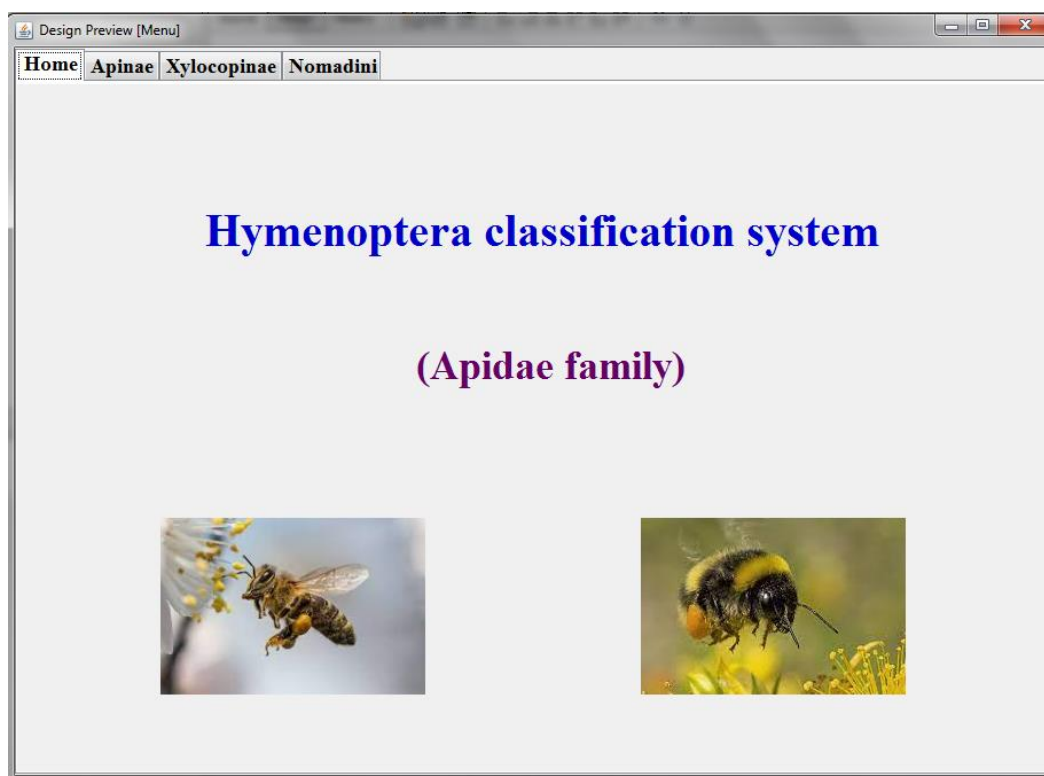 Design Preview [Menu]
Home Apinae Xylocopinae Nomadini
Hymenoptera classification system
(Apidae family)